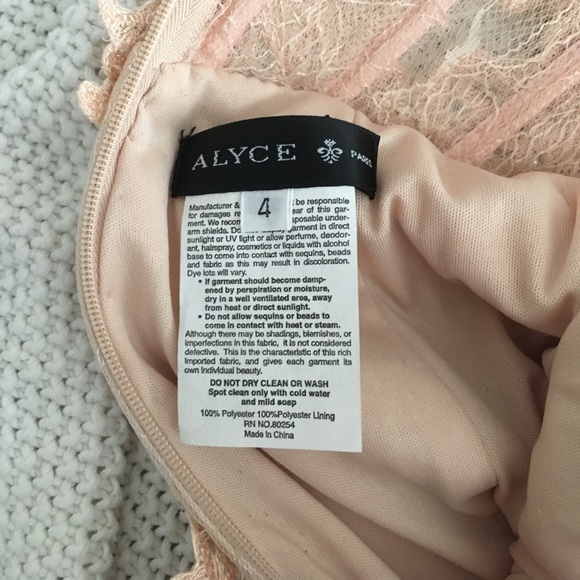 ALYCE PARIS
4
Manufacturer & be responsible
for damages re ear of this gar-
ment. We recom sposable under-
arm shields. Do garment in direct
sunlight or UV light or allow perfume, deodor-
ant, hairspray, cosmetics or liquids with alcohol
base to come into contact with sequins, beads
and fabric as this may result in discoloration.
Dye lots will vary.
• If garment should become damp-
ened by perspiration or moisture,
dry in a well ventilated area, away
from heat or direct sunlight.
• Do not allow sequins or beads to
come in contact with heat or steam.
Although there may be shadings, blemishes, or
imperfections in this fabric, it is not considered
defective. This is the characteristic of this rich
Imported fabric, and gives each garment its
own individual beauty.
DO NOT DRY CLEAN OR WASH
Spot clean only with cold water
and mild soap
100% Polyester 100%Polyester Lining
RN NO.80254
Made In China